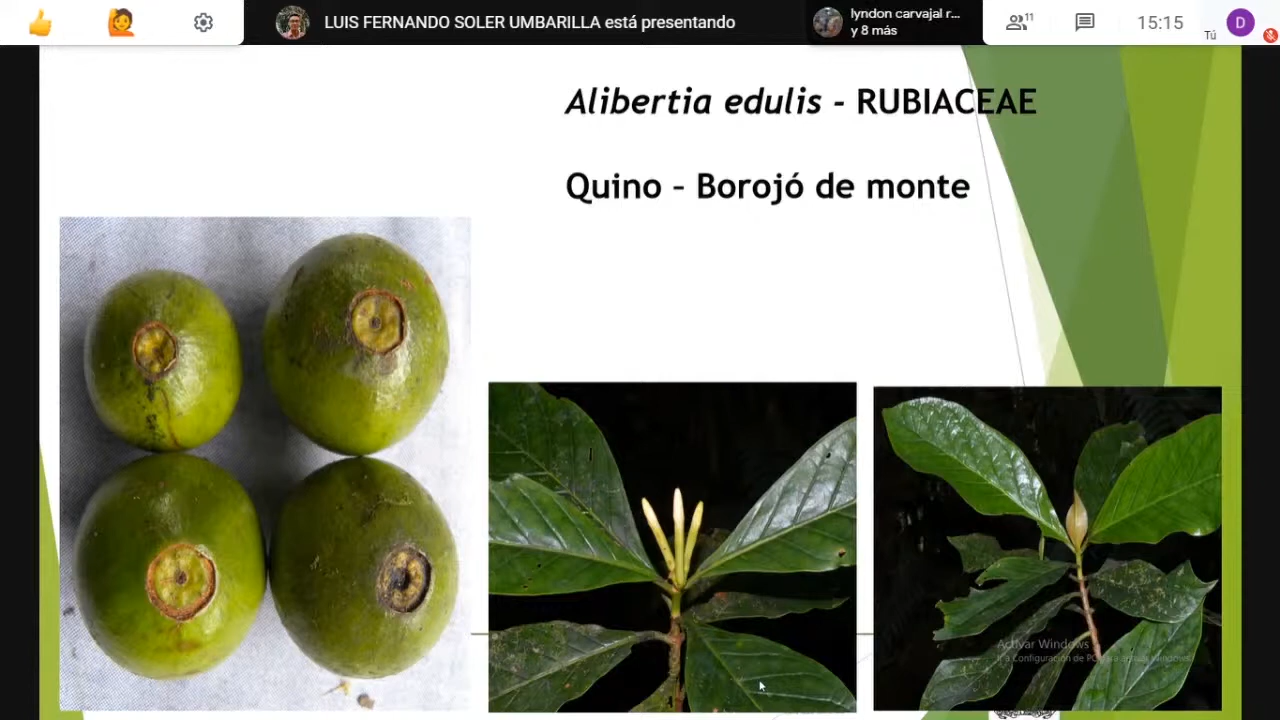 LUIS FERNANDO SOLER UMBARILLA está presentando
lyndon carvajal r...
y 8 más
11
15:15
Tú
D
Alibertia edulis - RUBIACEAE
Quino – Borojó de monte
Activar Windows
Ir a Configuración de PC para activar Windows.